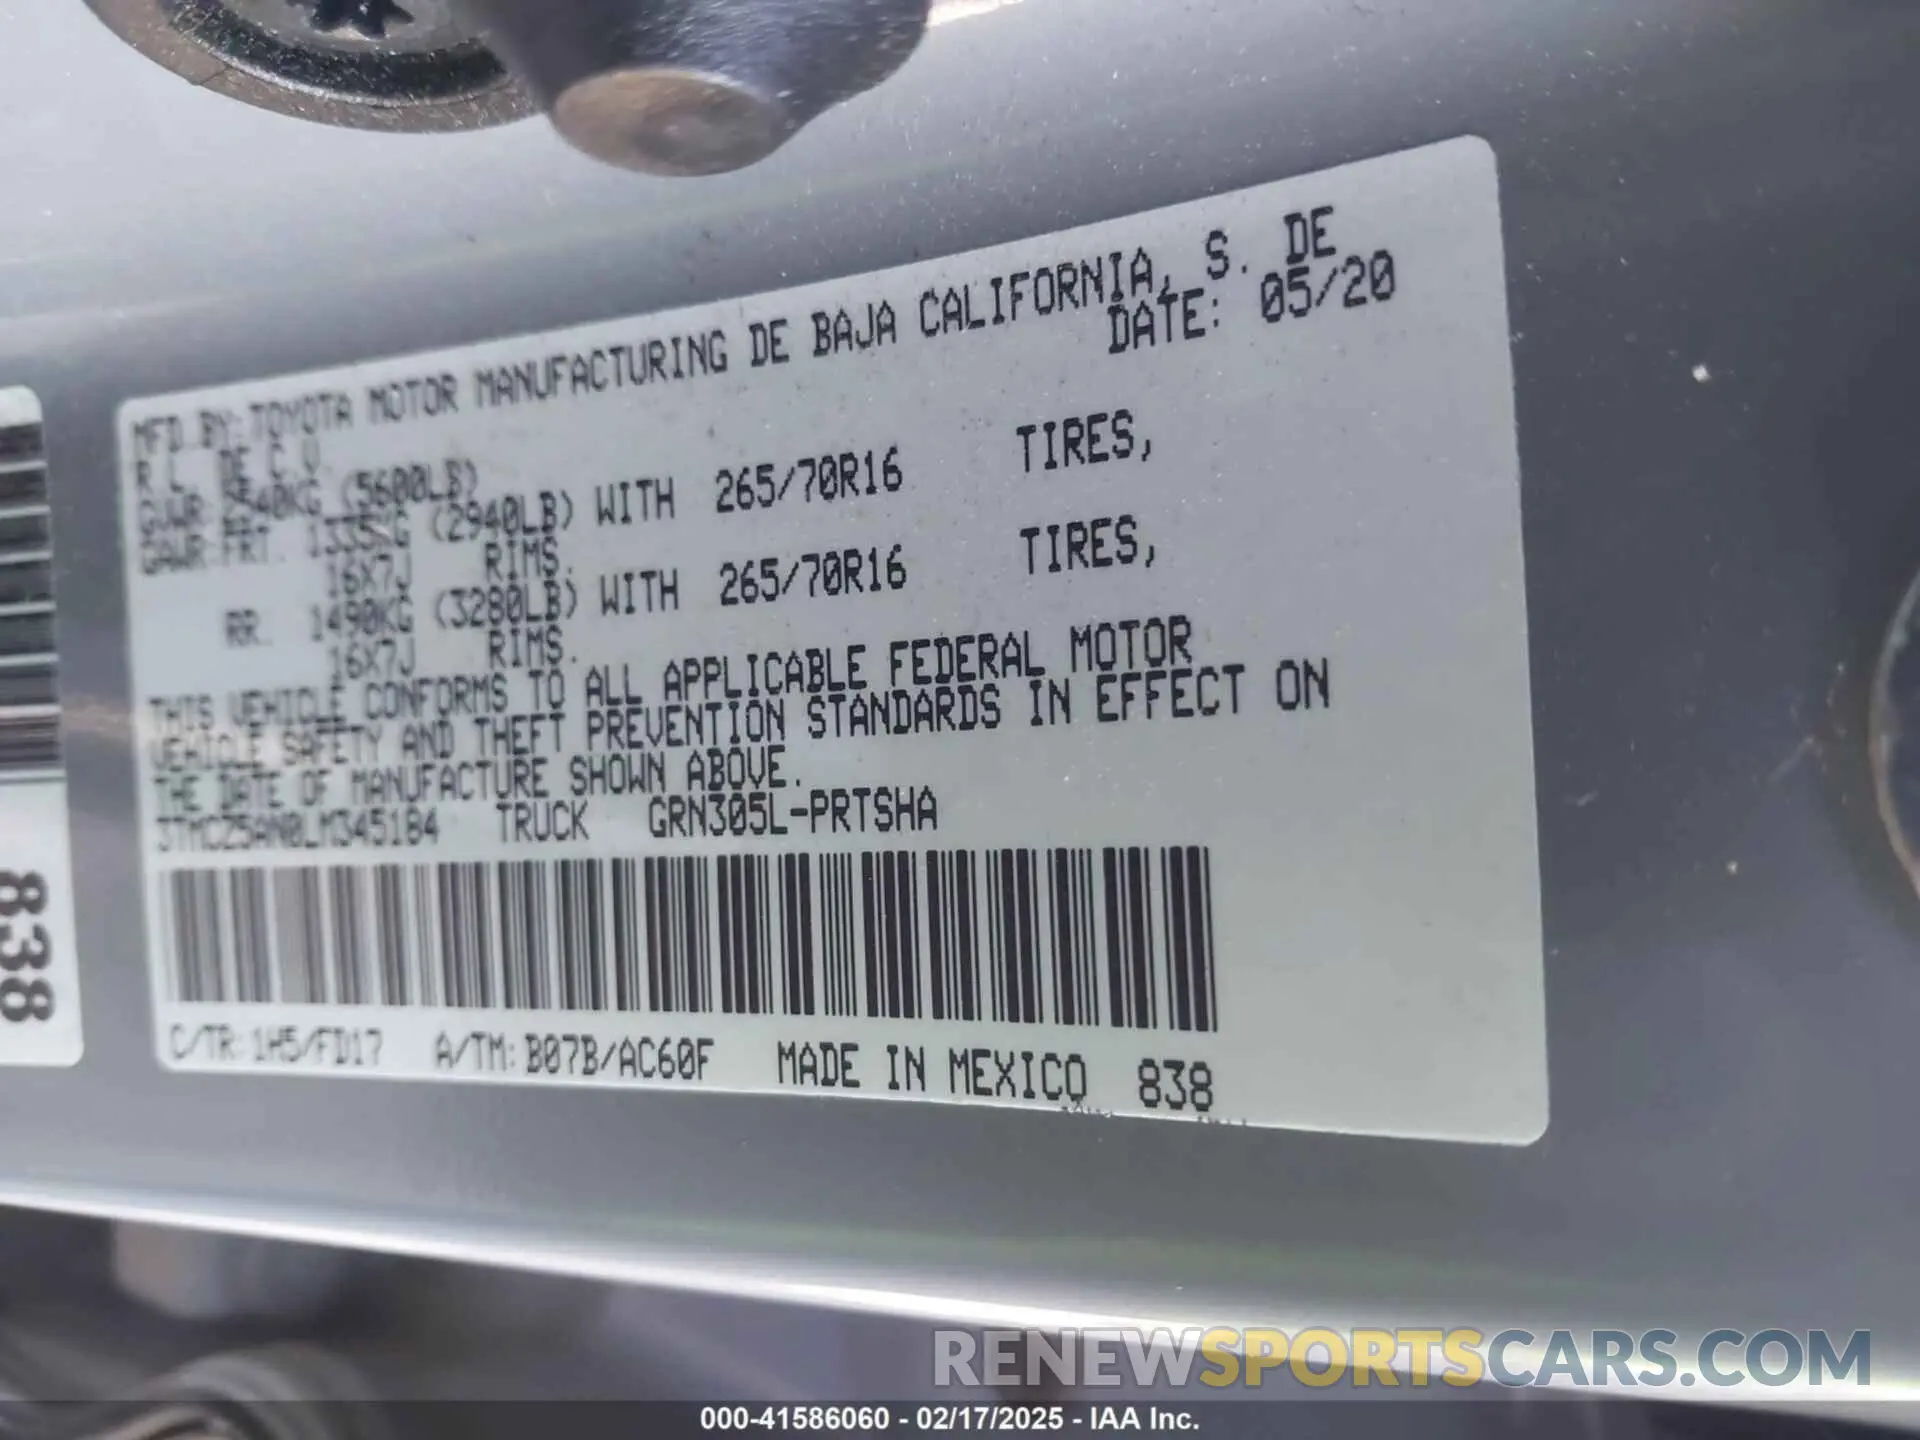 MFD BY: TOYOTA MOTOR MANUFACTURING DE BAJA CALIFORNIA, S. DE
R. L. DE C.V. DATE: 05/20
GVWR: 2540KG (5600LB)
GAWR: FRT. 1335KG (2940LB) WITH 265/70R16 TIRES,
16X7J RIMS.
RR. 1490KG (3280LB) WITH 265/70R16 TIRES,
16X7J RIMS.
THIS VEHICLE CONFORMS TO ALL APPLICABLE FEDERAL MOTOR
VEHICLE SAFETY AND THEFT PREVENTION STANDARDS IN EFFECT ON
THE DATE OF MANUFACTURE SHOWN ABOVE.
3TMCZ5AN0LM345184 TRUCK GRN305L-PRTSHA
C/TR: 1H5/FD17 A/TM: B07B/AC60F MADE IN MEXICO 838
838
RENEWSPORTSCARS.COM
000-41586060 - 02/17/2025 - IAA Inc.